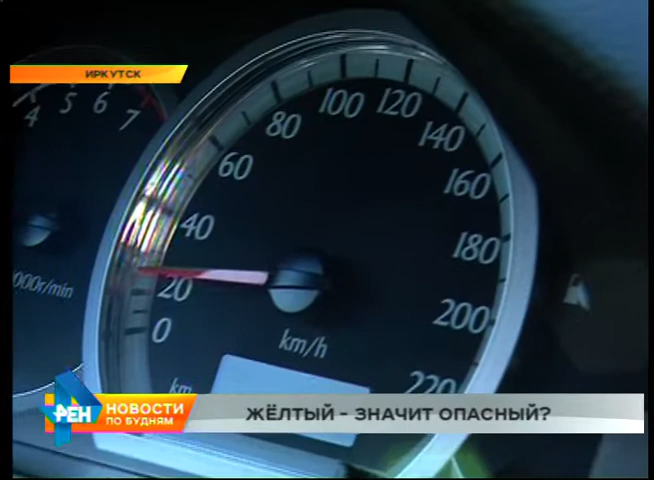 ИРКУТСК
4 5 6 7
000r/min
0 20 40 60 80 100 120 140 160 180 200 220
km/h
km
РЕН НОВОСТИ
ПО БУДНЯМ
ЖЁЛТЫЙ - ЗНАЧИТ ОПАСНЫЙ?